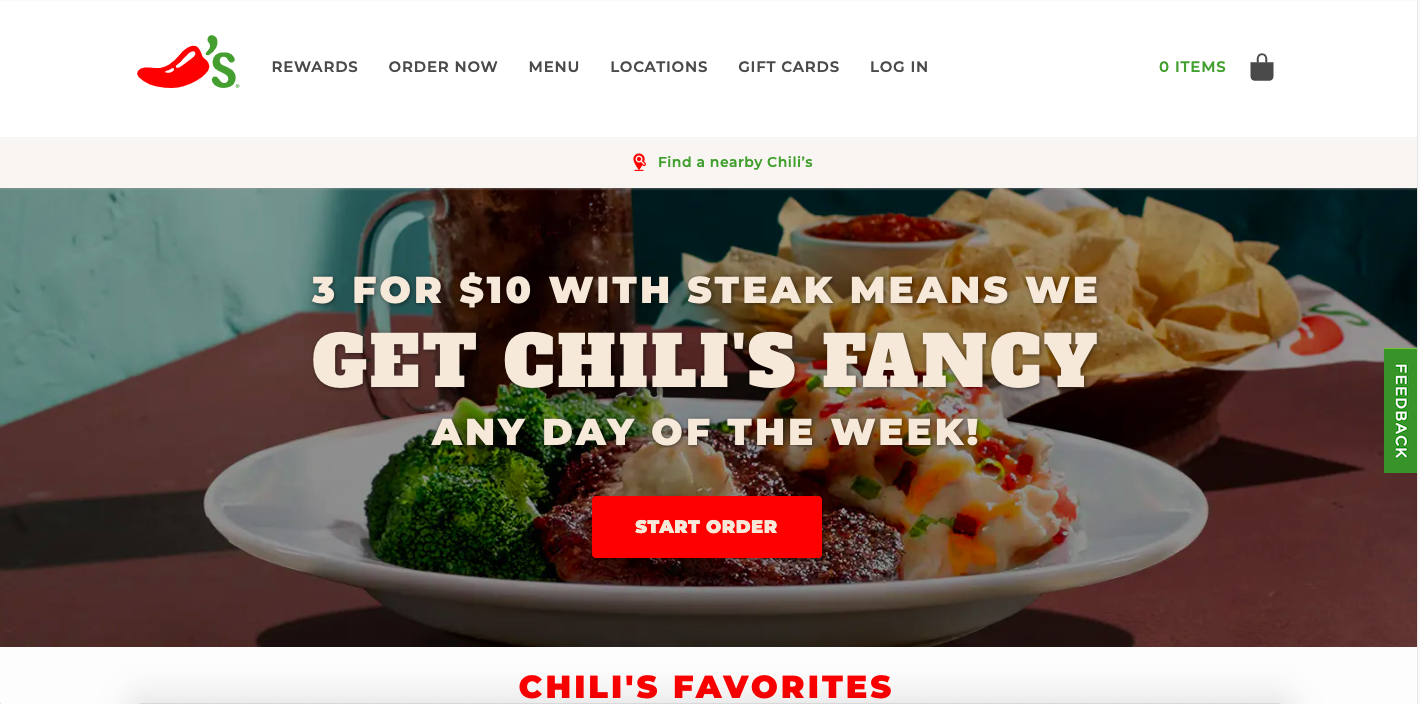 'S
REWARDS ORDER NOW MENU LOCATIONS GIFT CARDS LOG IN 0 ITEMS
Find a nearby Chili's
3 FOR $10 WITH STEAK MEANS WE
GET CHILI'S FANCY
ANY DAY OF THE WEEK!
START ORDER
FEEDBACK
CHILI'S FAVORITES